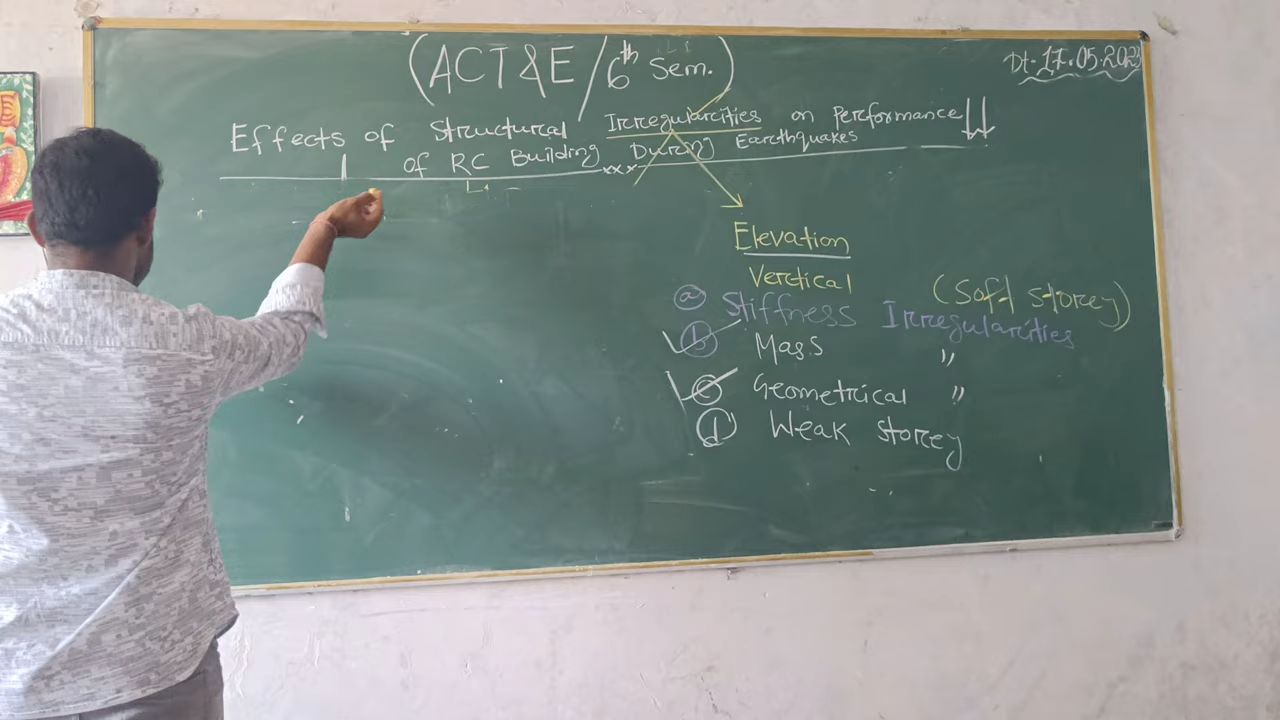 (ACT&E/6th Sem.)
Dt-17.05.2023
Effects of Structural Irregularities on Performance
of RC Building During Earthquakes
xxx
Elevation
Vertical
(Soft storey)
(a) Stiffness Irregularities
(b) Mass "
(c) Geometrical "
(d) Weak storey